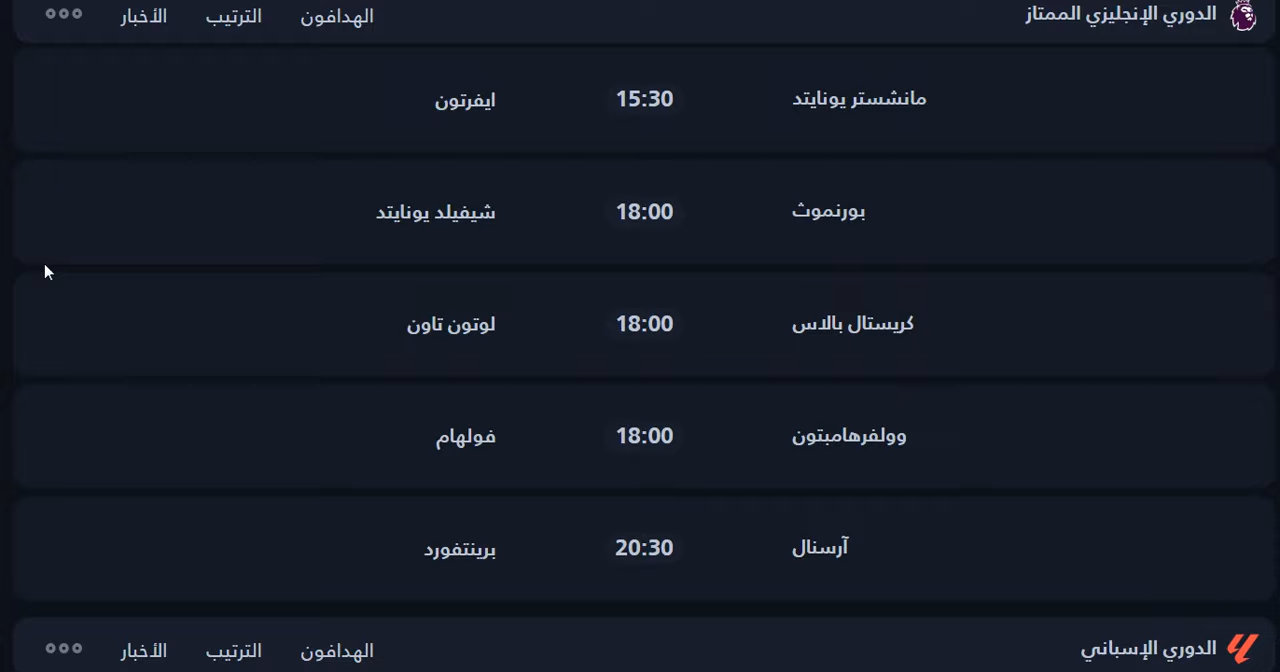 الدوري الإنجليزي الممتاز الهدافون الترتيب الأخبار
مانشستر يونايتد 15:30 ايفرتون
بورنموث 18:00 شيفيلد يونايتد
كريستال بالاس 18:00 لوتون تاون
وولفرهامبتون 18:00 فولهام
آرسنال 20:30 برينتفورد
الدوري الإسباني الهدافون الترتيب الأخبار